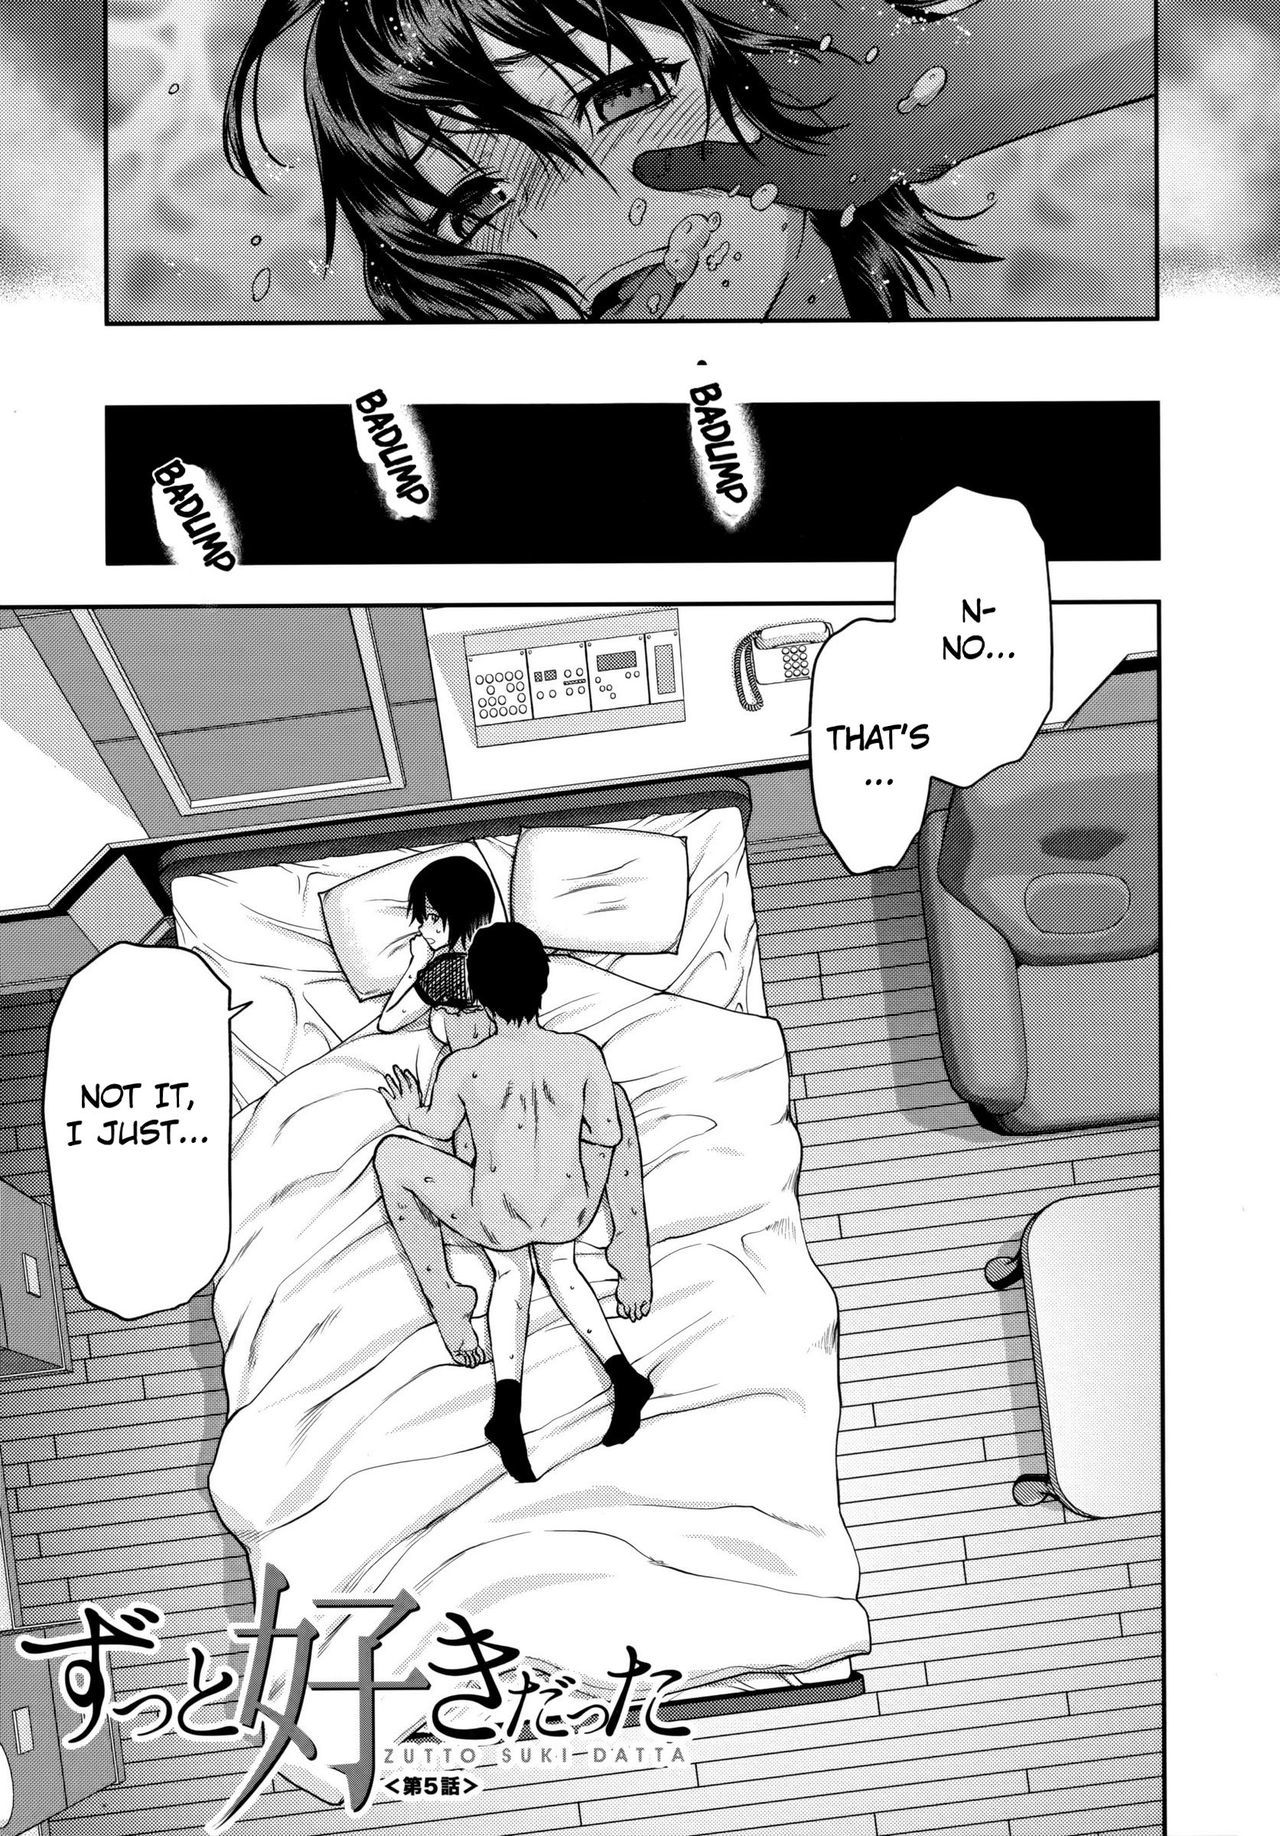 BADUMP
BADUMP
BADUMP
N-
NO...
THAT'S
...
NOT IT,
I JUST...
ずっと好きだった
ZUTTO SUKI DATTA
<第5話>